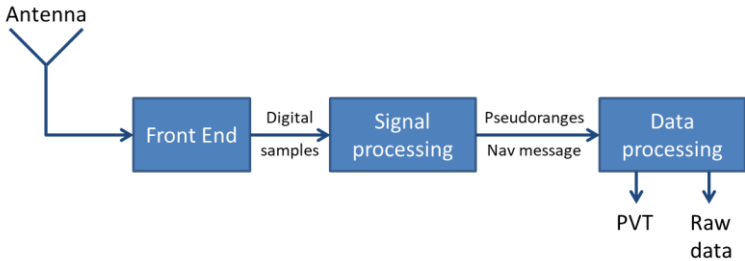 Antenna
Front End
Digital
samples
Signal
processing
Pseudoranges
Nav message
Data
processing
PVT
Raw
data